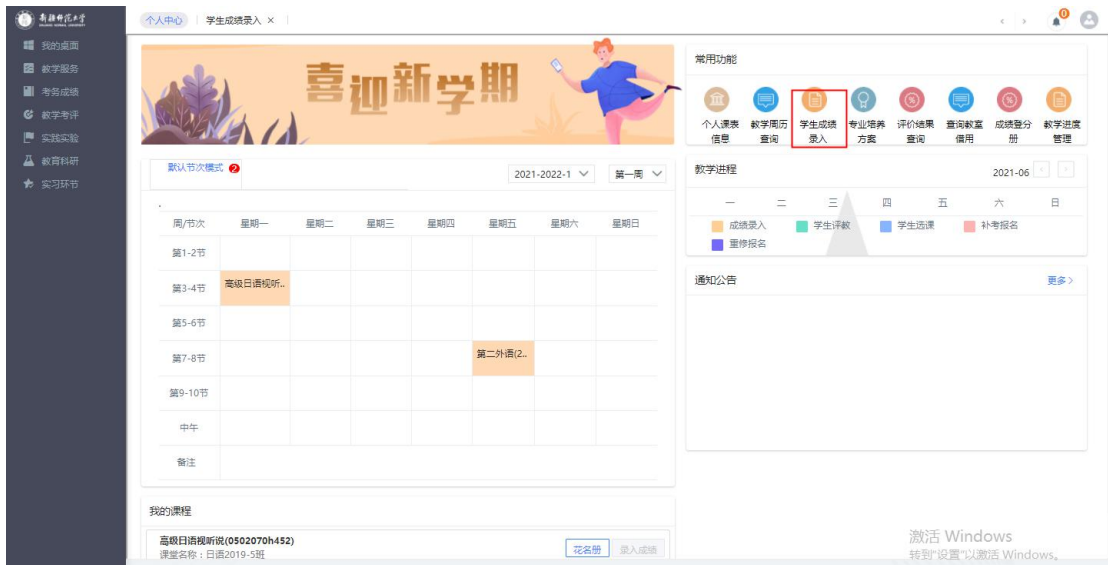 新疆师范大学
我的桌面
教学服务
考务成绩
教学考评
实践实验
教育科研
实习环节
个人中心
学生成绩录入 ×
0
喜迎新学期
默认节次模式 2
2021-2022-1
第一周
周/节次 星期一 星期二 星期三 星期四 星期五 星期六 星期日
第1-2节
第3-4节 高级日语视听..
第5-6节
第7-8节 第二外语(2..
第9-10节
中午
备注
我的课程
高级日语视听说(0502070h452)
课堂名称：日语2019-5班
花名册 录入成绩
常用功能
个人课表 教学周历 学生成绩 专业培养 评价结果 查询教室 成绩登分 教学进度
信息 查询 录入 方案 查询 借用 册 管理
教学进程
2021-06
一 二 三 四 五 六 日
成绩录入 学生评教 学生选课 补考报名
重修报名
通知公告
更多
激活 Windows
转到"设置"以激活 Windows。